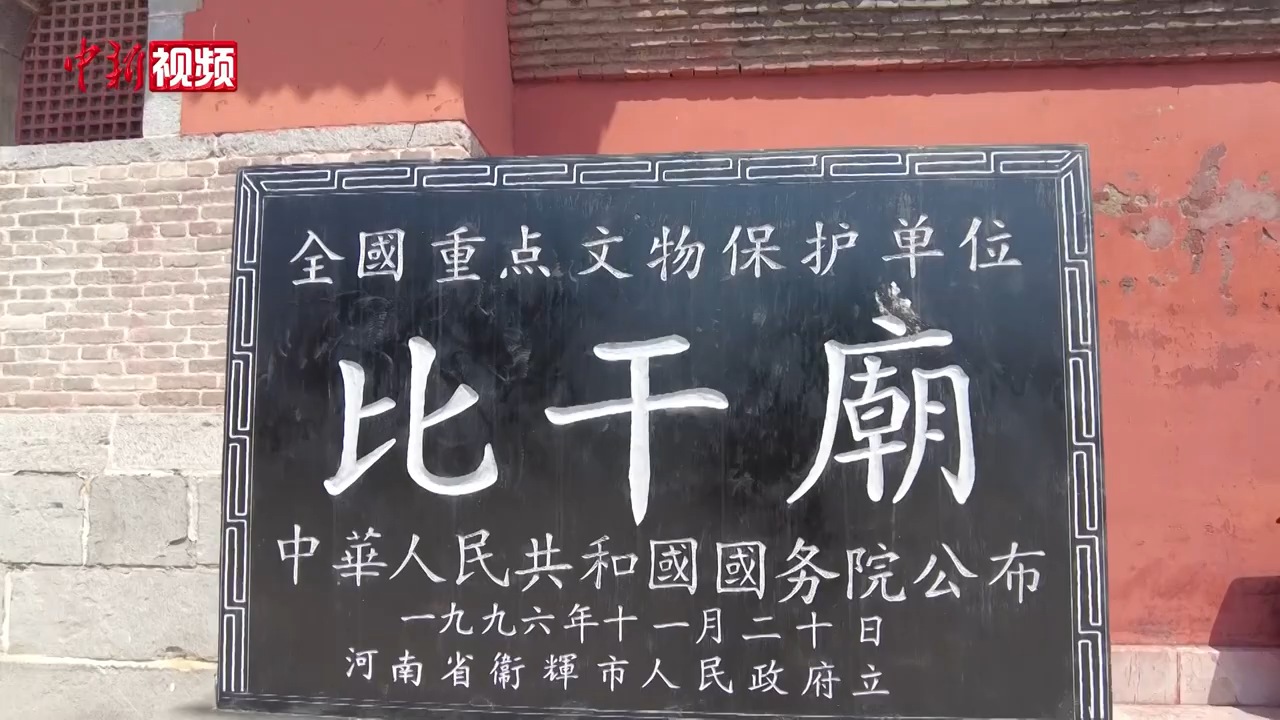 中新视频
全國重点文物保护单位
比干廟
中華人民共和國國务院公布
一九九六年十一月二十日
河南省衞輝市人民政府立